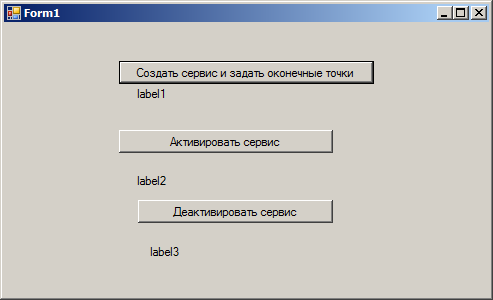 Form1
Создать сервис и задать оконечные точки
label1
Активировать сервис
label2
Деактивировать сервис
label3